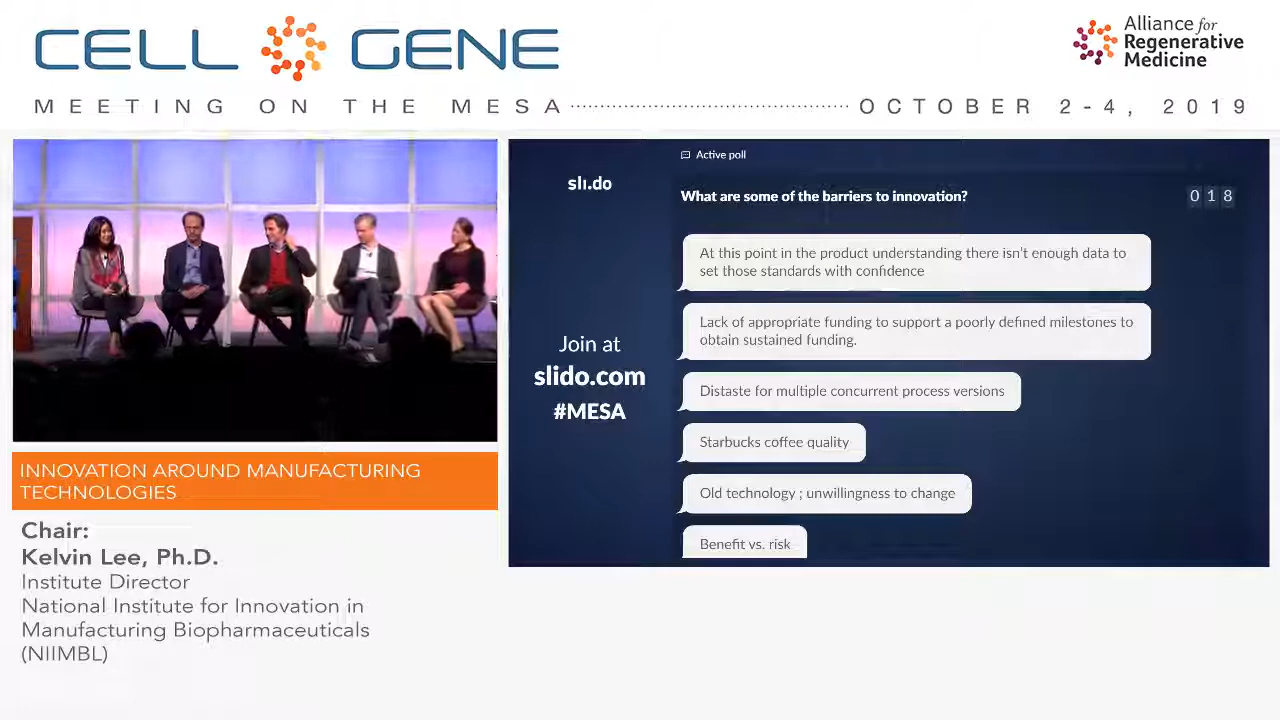 CELL GENE
Alliance for
Regenerative
Medicine
MEETING ON THE MESA
OCTOBER 2-4, 2019
sli.do
Active poll
What are some of the barriers to innovation?
018
At this point in the product understanding there isn't enough data to
set those standards with confidence
Lack of appropriate funding to support a poorly defined milestones to
obtain sustained funding.
Distaste for multiple concurrent process versions
Starbucks coffee quality
Old technology ; unwillingness to change
Benefit vs. risk
Join at
slido.com
#MESA
INNOVATION AROUND MANUFACTURING
TECHNOLOGIES
Chair:
Kelvin Lee, Ph.D.
Institute Director
National Institute for Innovation in
Manufacturing Biopharmaceuticals
(NIIMBL)